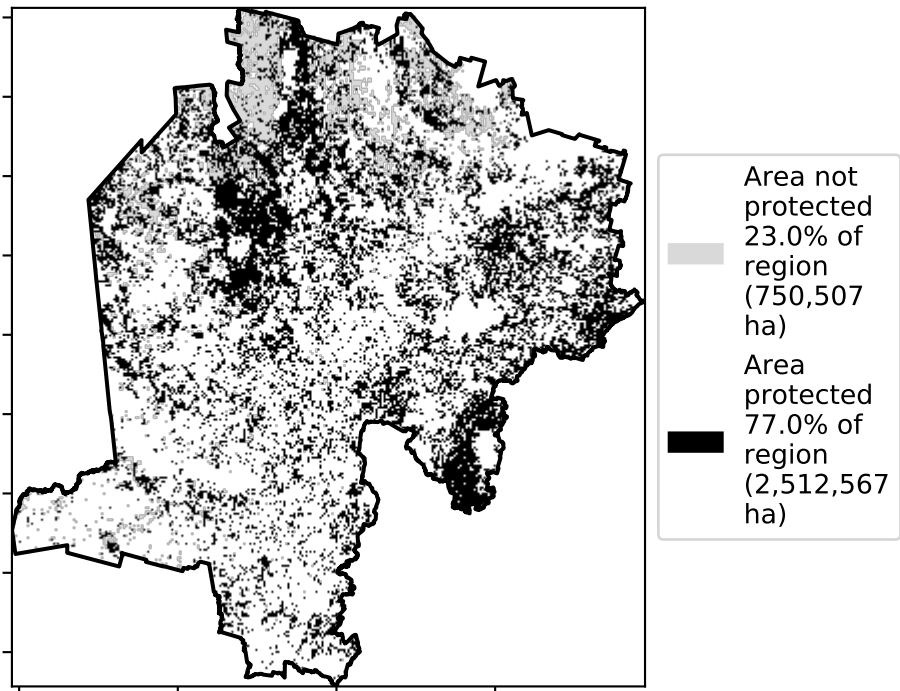 Area not
protected
23.0% of
region
(750,507
ha)
Area
protected
77.0% of
region
(2,512,567
ha)